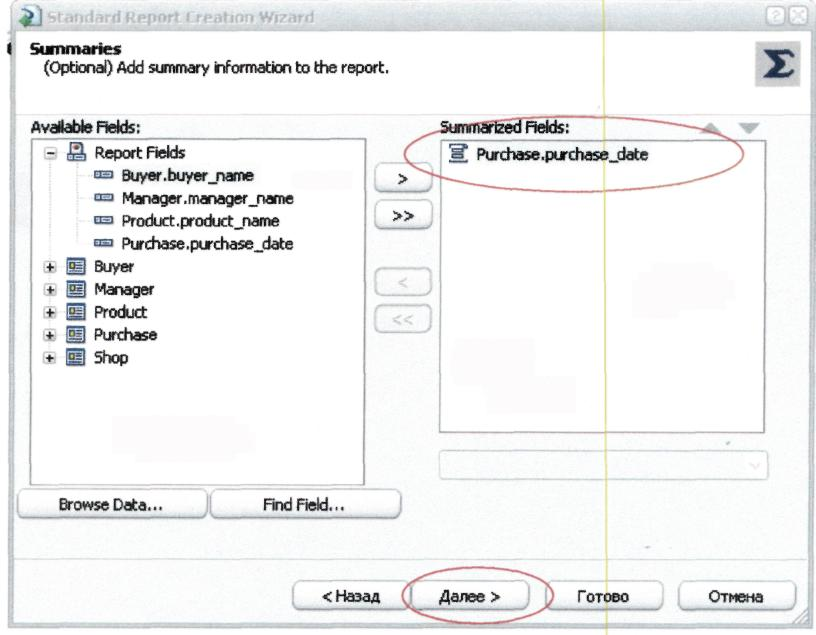 Standard Report Creation Wizard
Summaries
(Optional) Add summary information to the report.
Available Fields:
Report Fields
Buyer.buyer_name
Manager.manager_name
Product.product_name
Purchase.purchase_date
Buyer
Manager
Product
Purchase
Shop
>
>>
<
<<
Summarized Fields:
Purchase.purchase_date
Browse Data...
Find Field...
< Назад
Далее >
Готово
Отмена